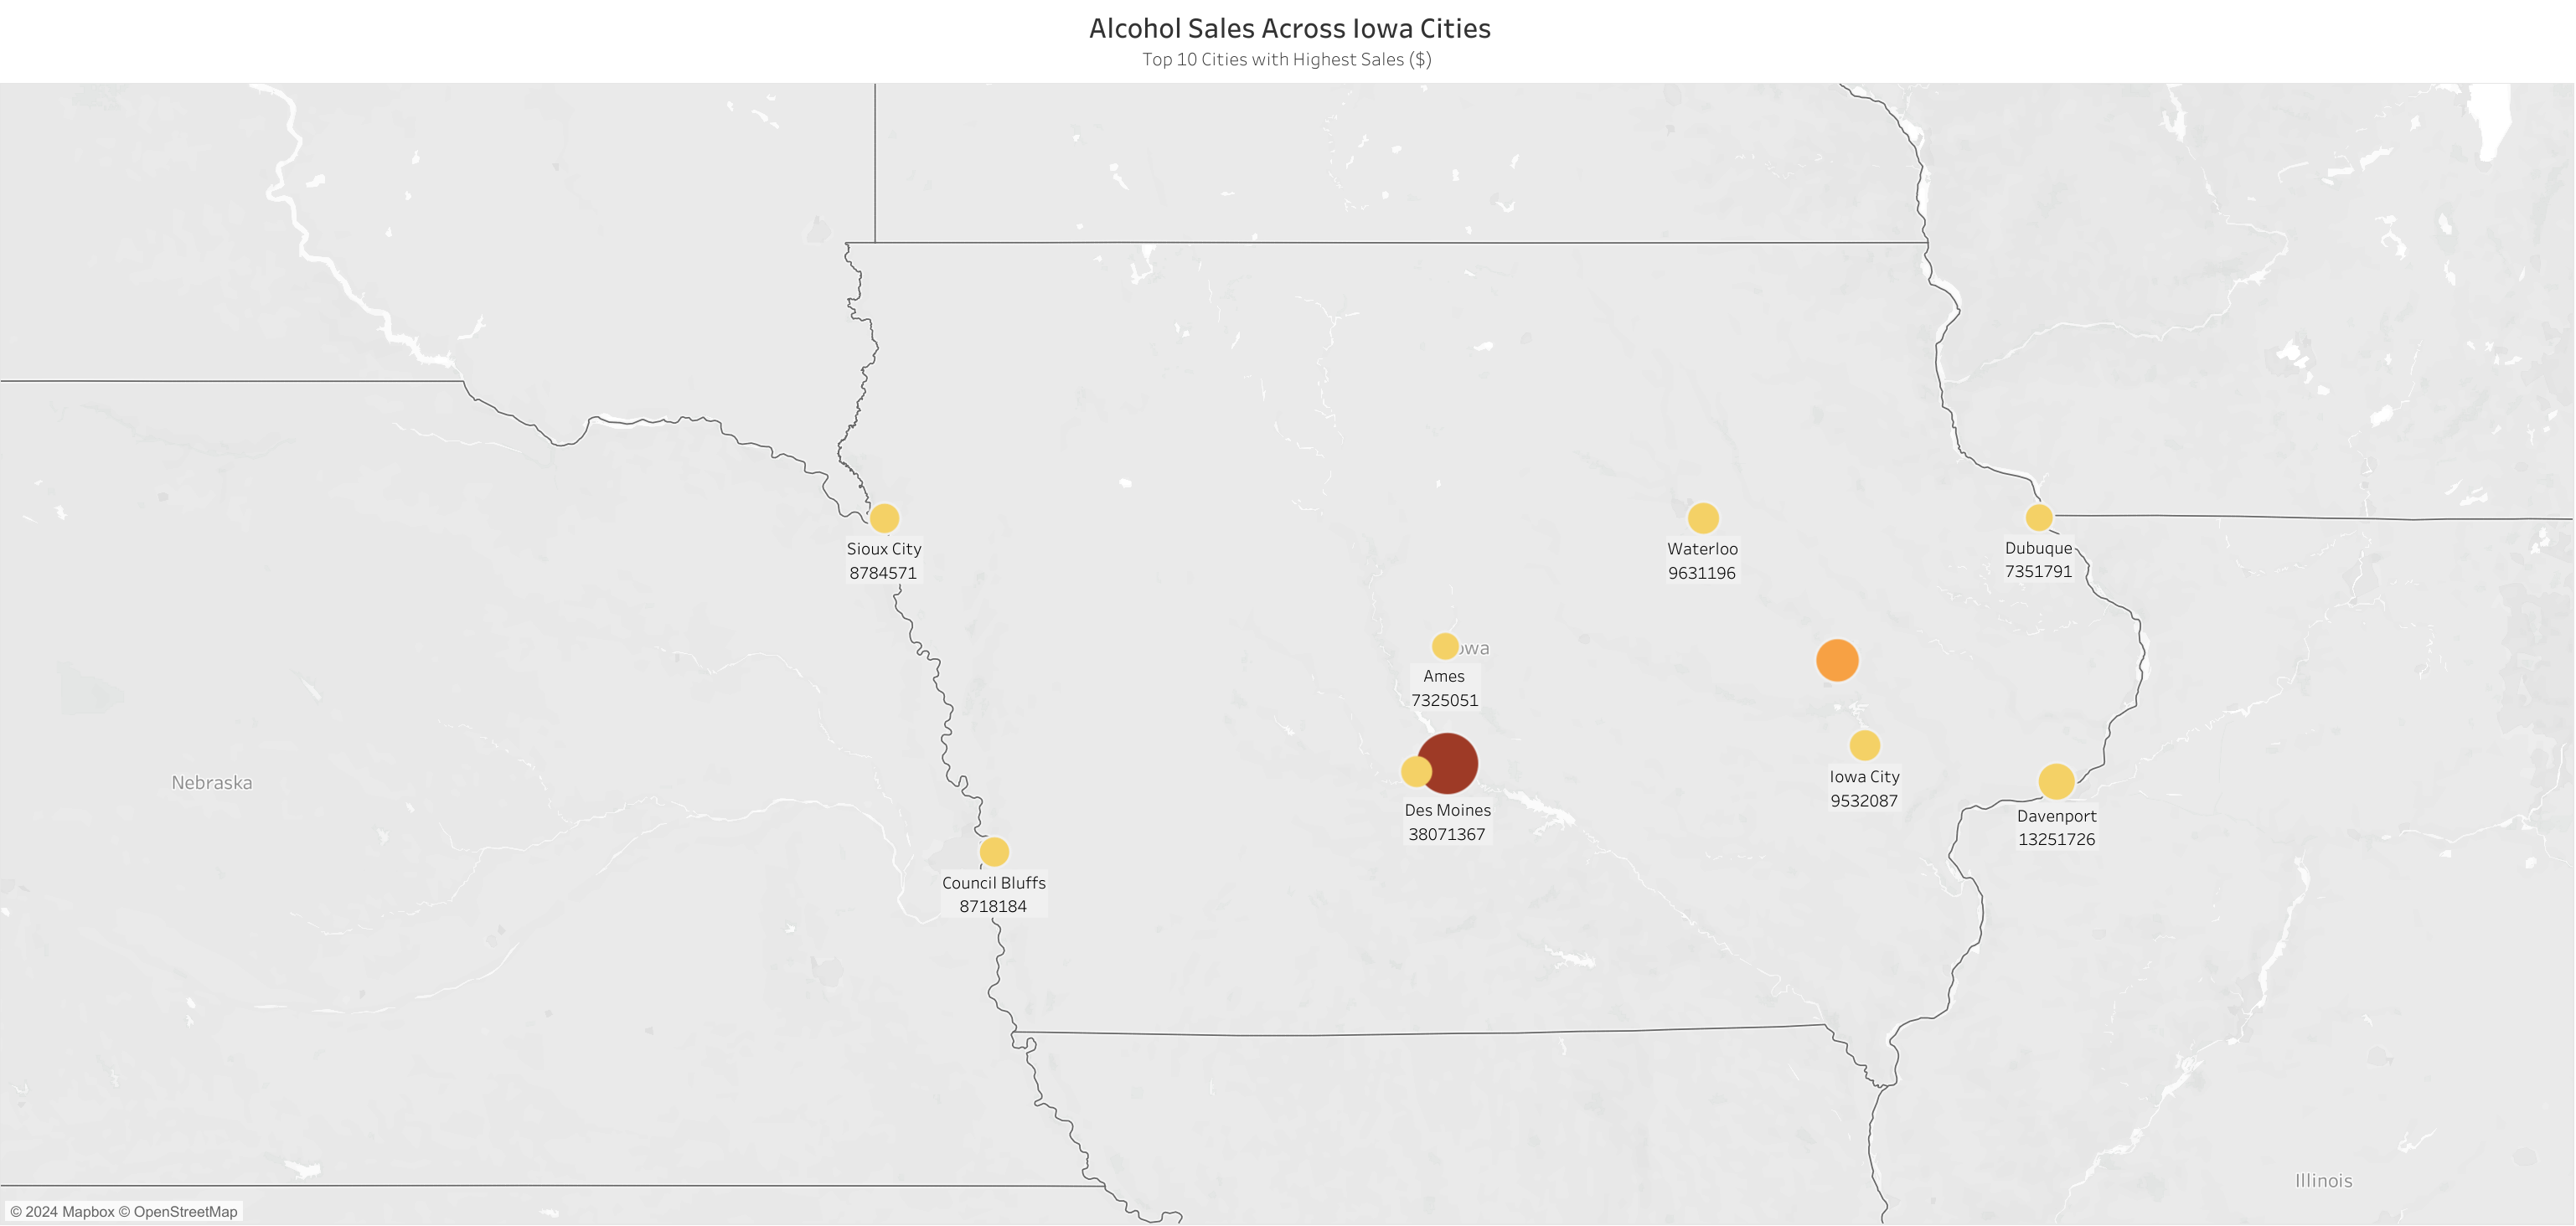 Alcohol Sales Across Iowa Cities
Top 10 Cities with Highest Sales ($)
Sioux City
8784571
Waterloo
9631196
Dubuque
7351791
owa
Ames
7325051
Iowa City
9532087
Nebraska
Des Moines
38071367
Davenport
13251726
Council Bluffs
8718184
Illinois
© 2024 Mapbox © OpenStreetMap